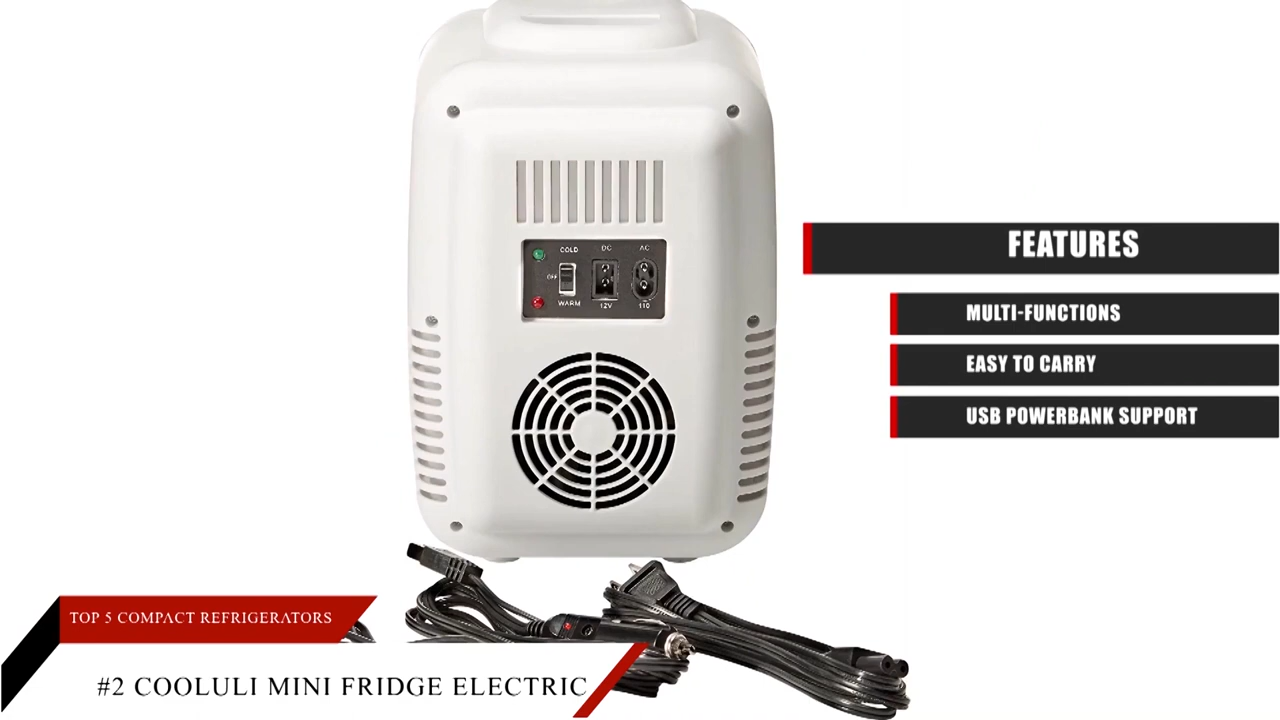 COLD DC AC
OFF
WARM 12V 110
FEATURES
MULTI-FUNCTIONS
EASY TO CARRY
USB POWERBANK SUPPORT
TOP 5 COMPACT REFRIGERATORS
#2 COOLULI MINI FRIDGE ELECTRIC